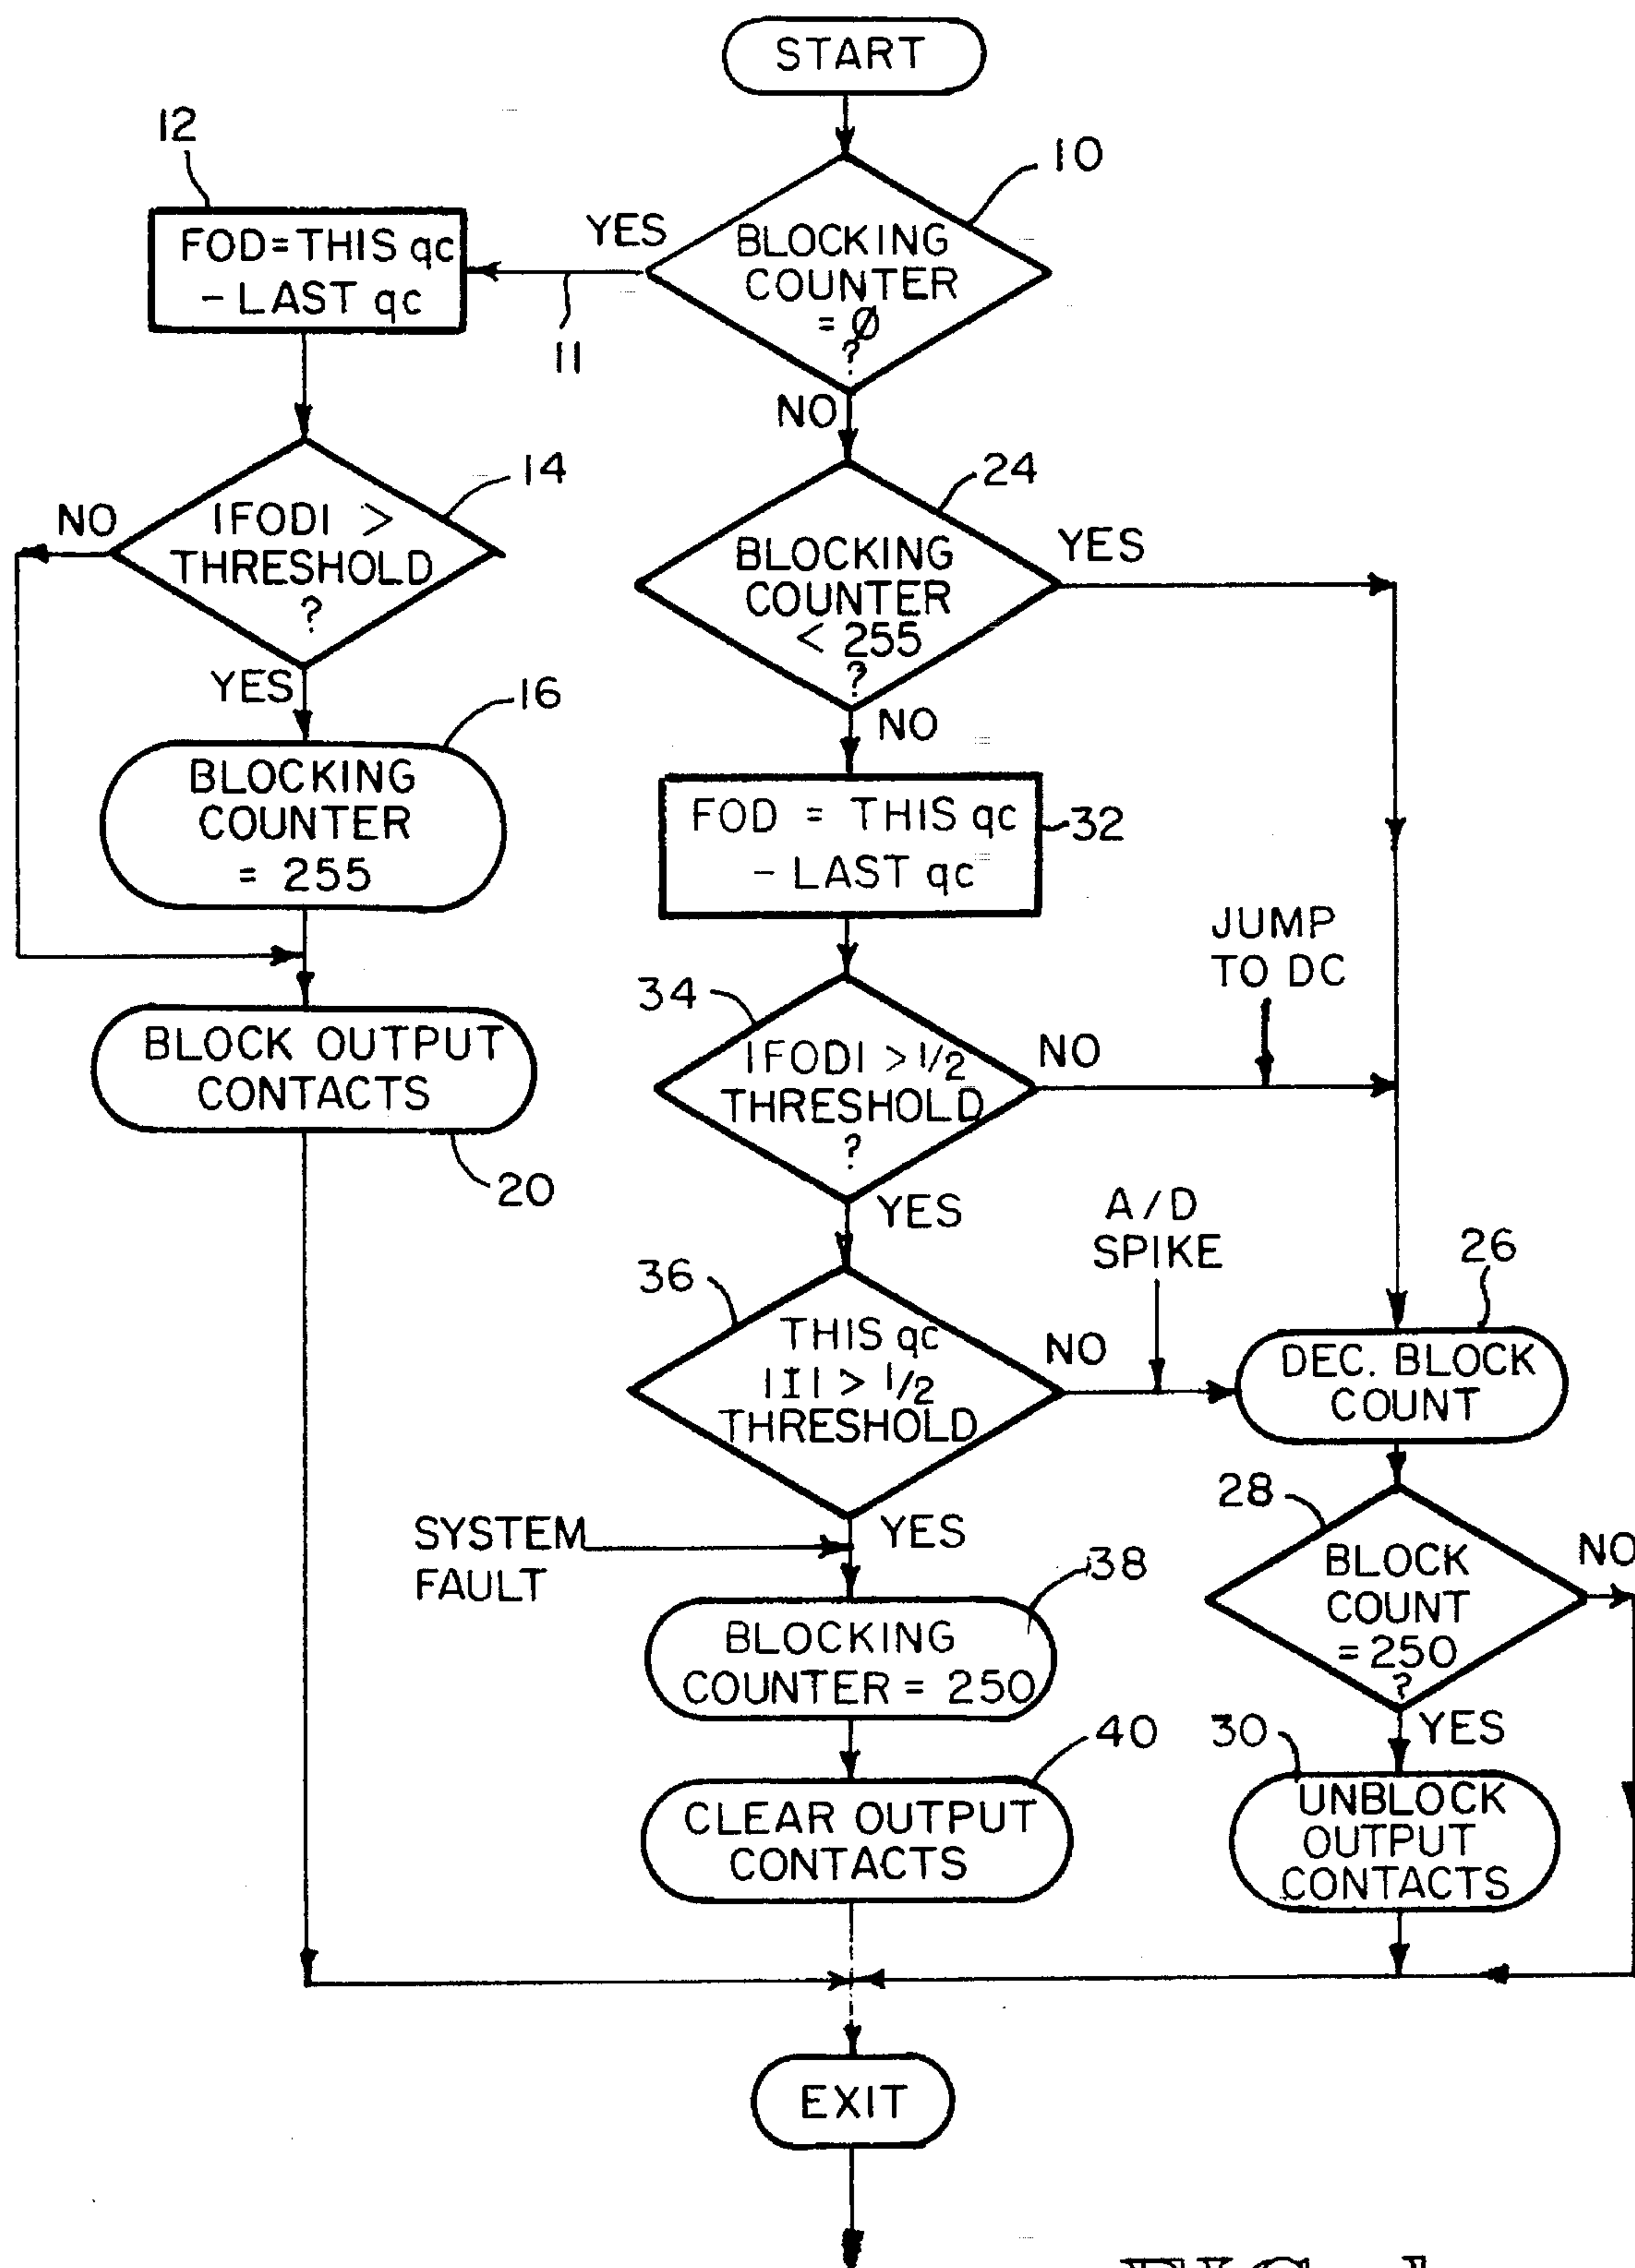 START
12
10
YES
FOD=THIS qc
- LAST qc
11
BLOCKING
COUNTER
= Ø
?
NO
14
24
NO
|FOD| >
THRESHOLD
?
YES
BLOCKING
COUNTER
< 255
?
YES
16
NO
BLOCKING
COUNTER
= 255
FOD = THIS qc
- LAST qc
32
JUMP
TO DC
34
BLOCK OUTPUT
CONTACTS
|FOD| > 1/2
THRESHOLD
?
NO
20
YES
A/D
SPIKE
26
36
THIS qc
|I| > 1/2
THRESHOLD
NO
DEC. BLOCK
COUNT
28
SYSTEM
FAULT
YES
38
BLOCK
COUNT
= 250
?
NO
BLOCKING
COUNTER = 250
40
30
YES
CLEAR OUTPUT
CONTACTS
UNBLOCK
OUTPUT
CONTACTS
EXIT